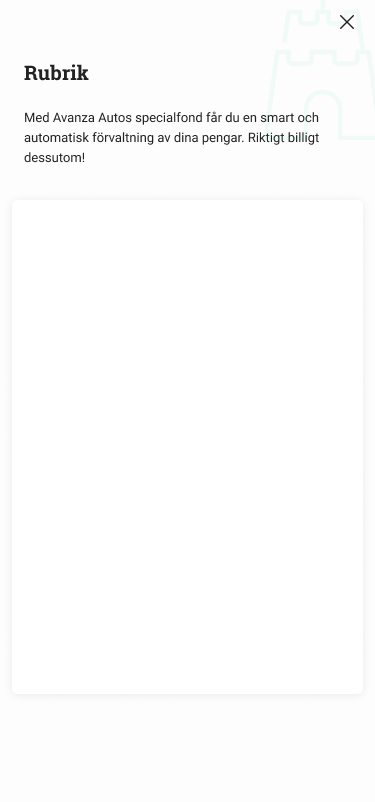 Rubrik
Med Avanza Autos specialfond får du en smart och
automatisk förvaltning av dina pengar. Riktigt billigt
dessutom!